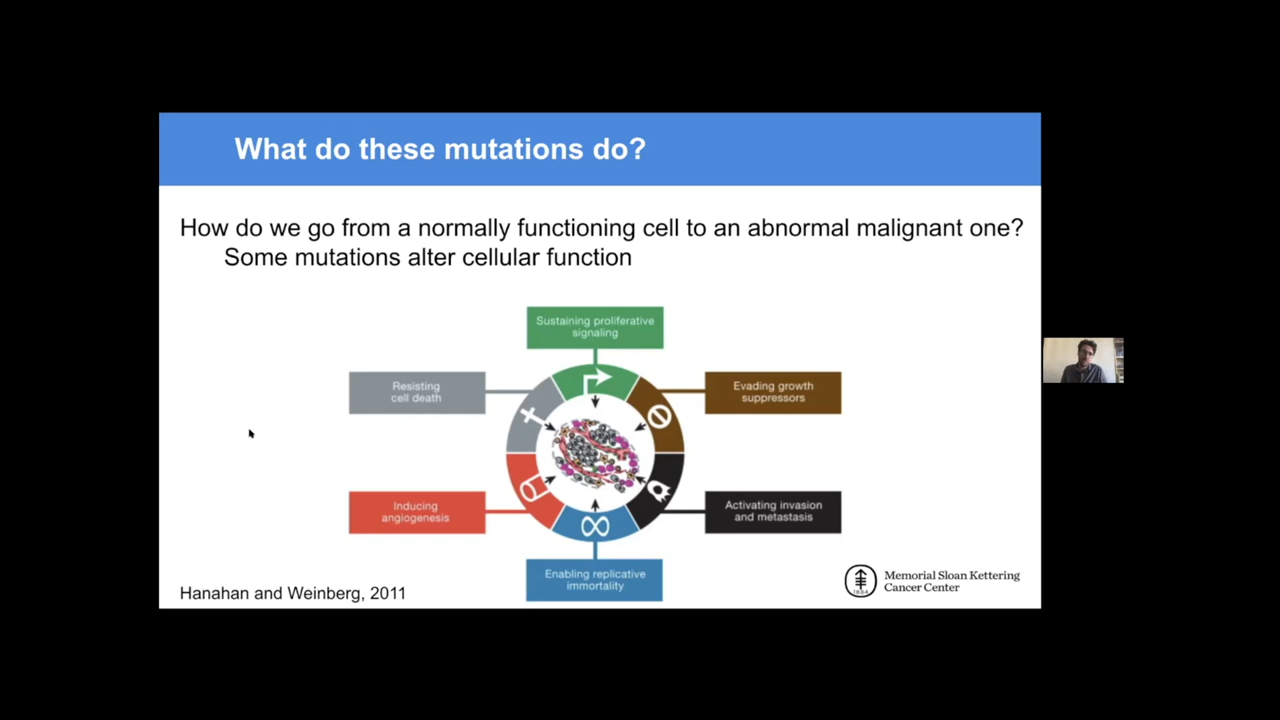 What do these mutations do?
How do we go from a normally functioning cell to an abnormal malignant one?
Some mutations alter cellular function
Sustaining proliferative
signaling
Resisting
cell death
Evading growth
suppressors
Inducing
angiogenesis
Activating invasion
and metastasis
Enabling replicative
immortality
Hanahan and Weinberg, 2011
1884
Memorial Sloan Kettering
Cancer Center